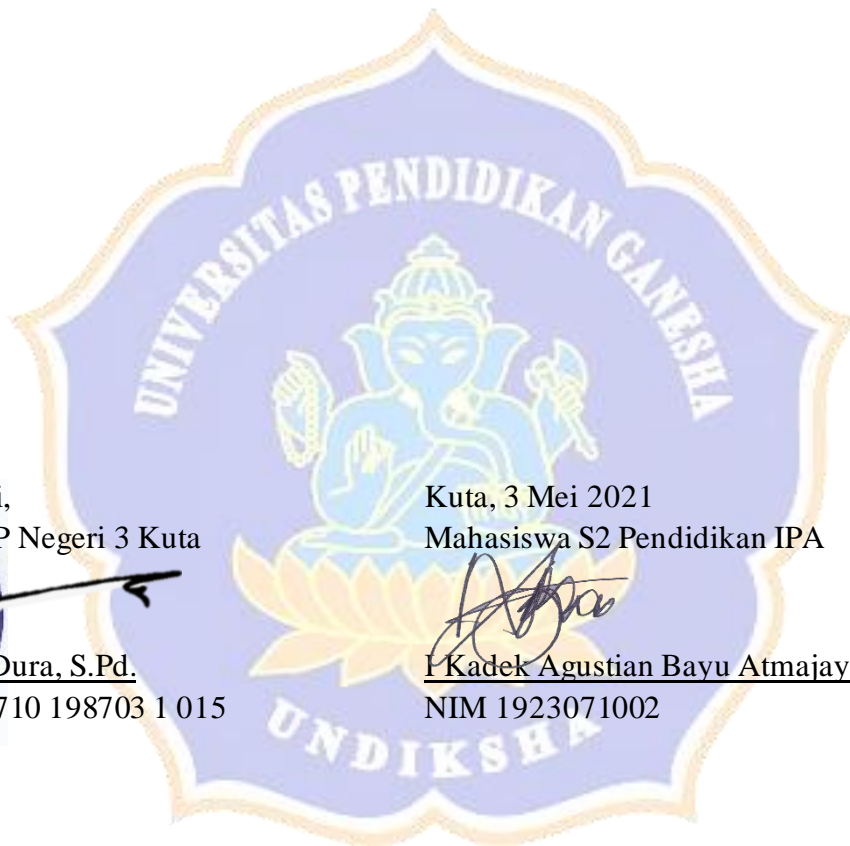 UNIVERSITAS PENDIDIKAN GANESHA
i,
P Negeri 3 Kuta
Dura, S.Pd.
710 198703 1 015
Kuta, 3 Mei 2021
Mahasiswa S2 Pendidikan IPA
I Kadek Agustian Bayu Atmajay
NIM 1923071002
UNDIKSHA